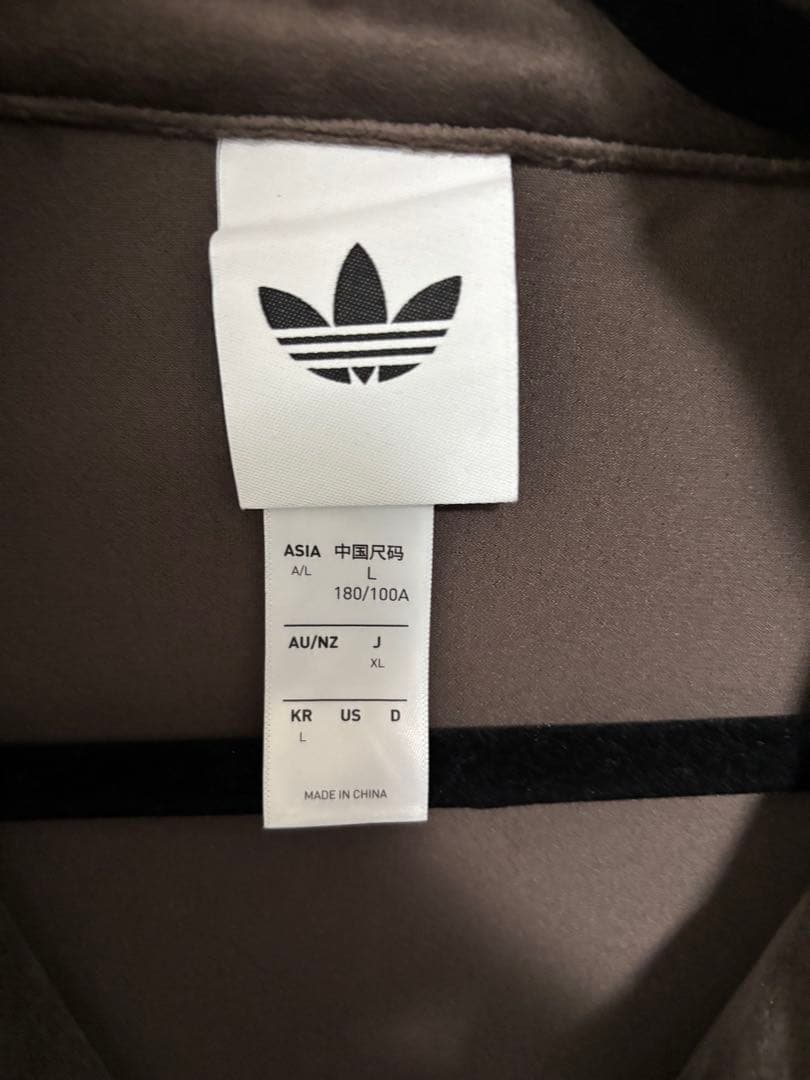 ASIA 中国尺码
A/L L
180/100A
AU/NZ J
XL
KR US D
L
MADE IN CHINA